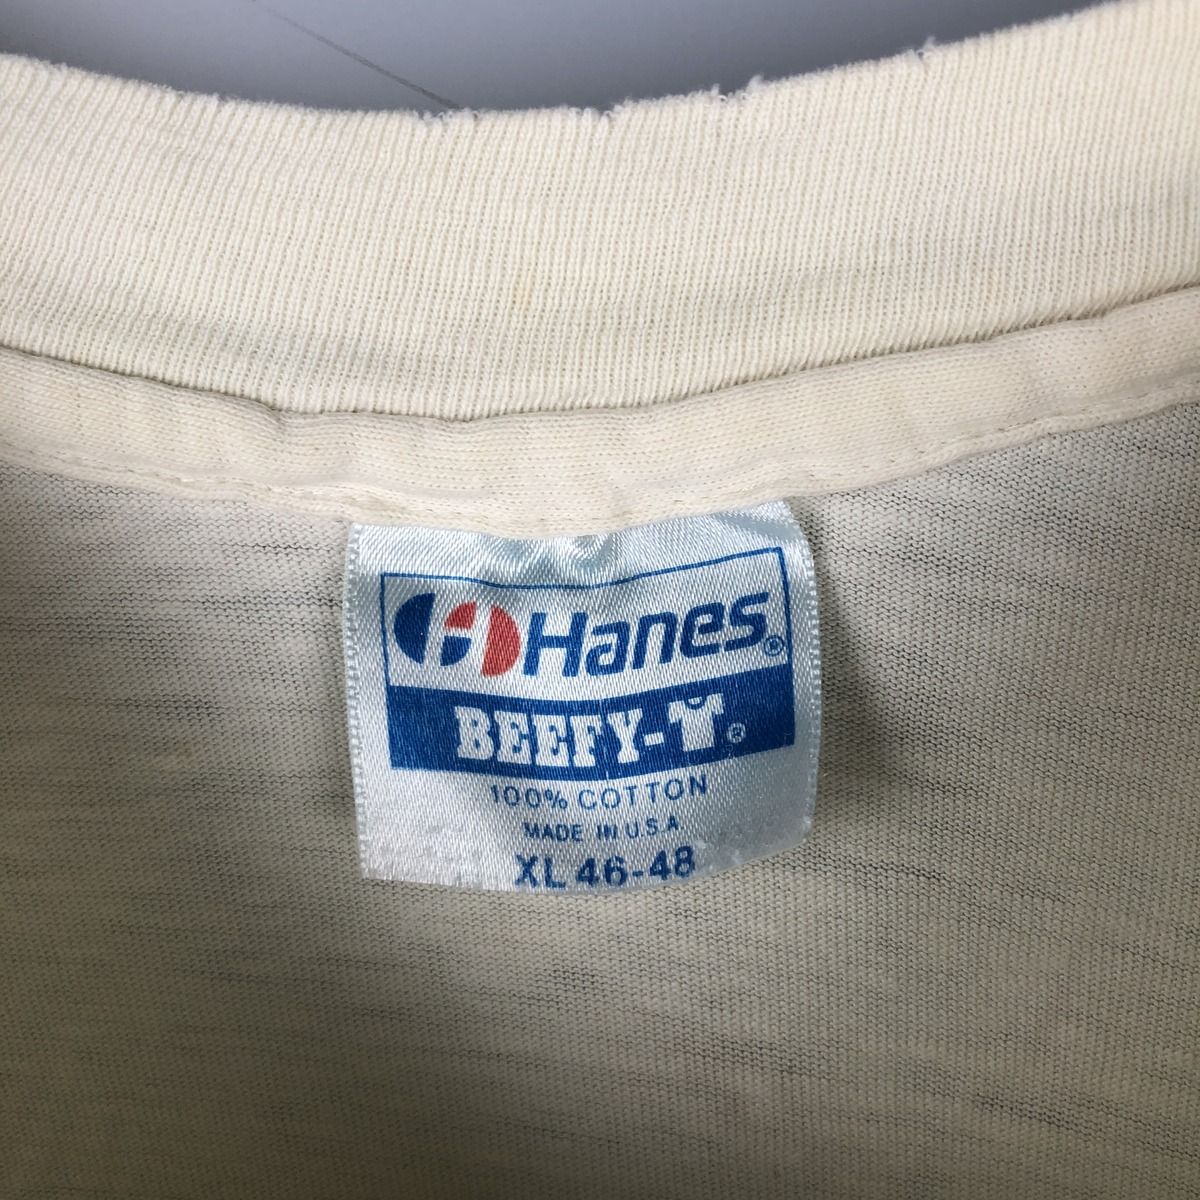 Hanes®
BEEFY-T®
100% COTTON
MADE IN U.S.A
XL 46-48